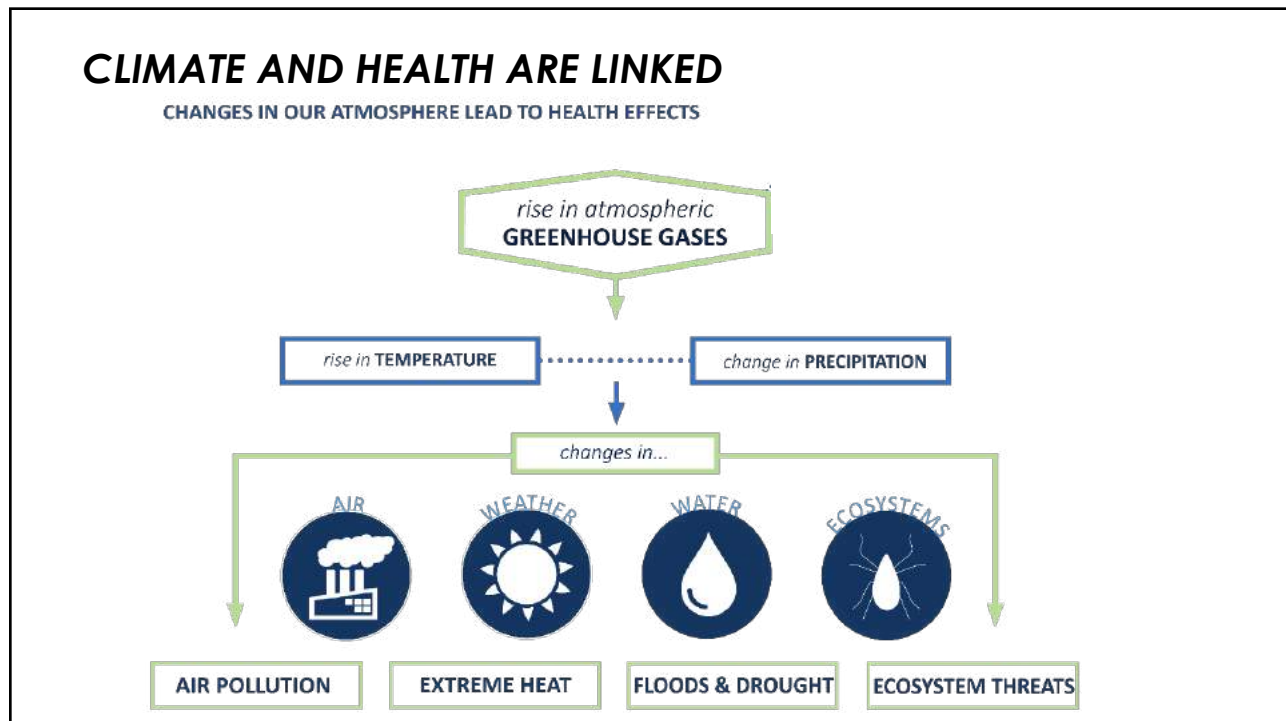 CLIMATE AND HEALTH ARE LINKED
CHANGES IN OUR ATMOSPHERE LEAD TO HEALTH EFFECTS
rise in atmospheric
GREENHOUSE GASES
rise in TEMPERATURE
change in PRECIPITATION
changes in...
AIR
WEATHER
WATER
ECOSYSTEMS
AIR POLLUTION
EXTREME HEAT
FLOODS & DROUGHT
ECOSYSTEM THREATS